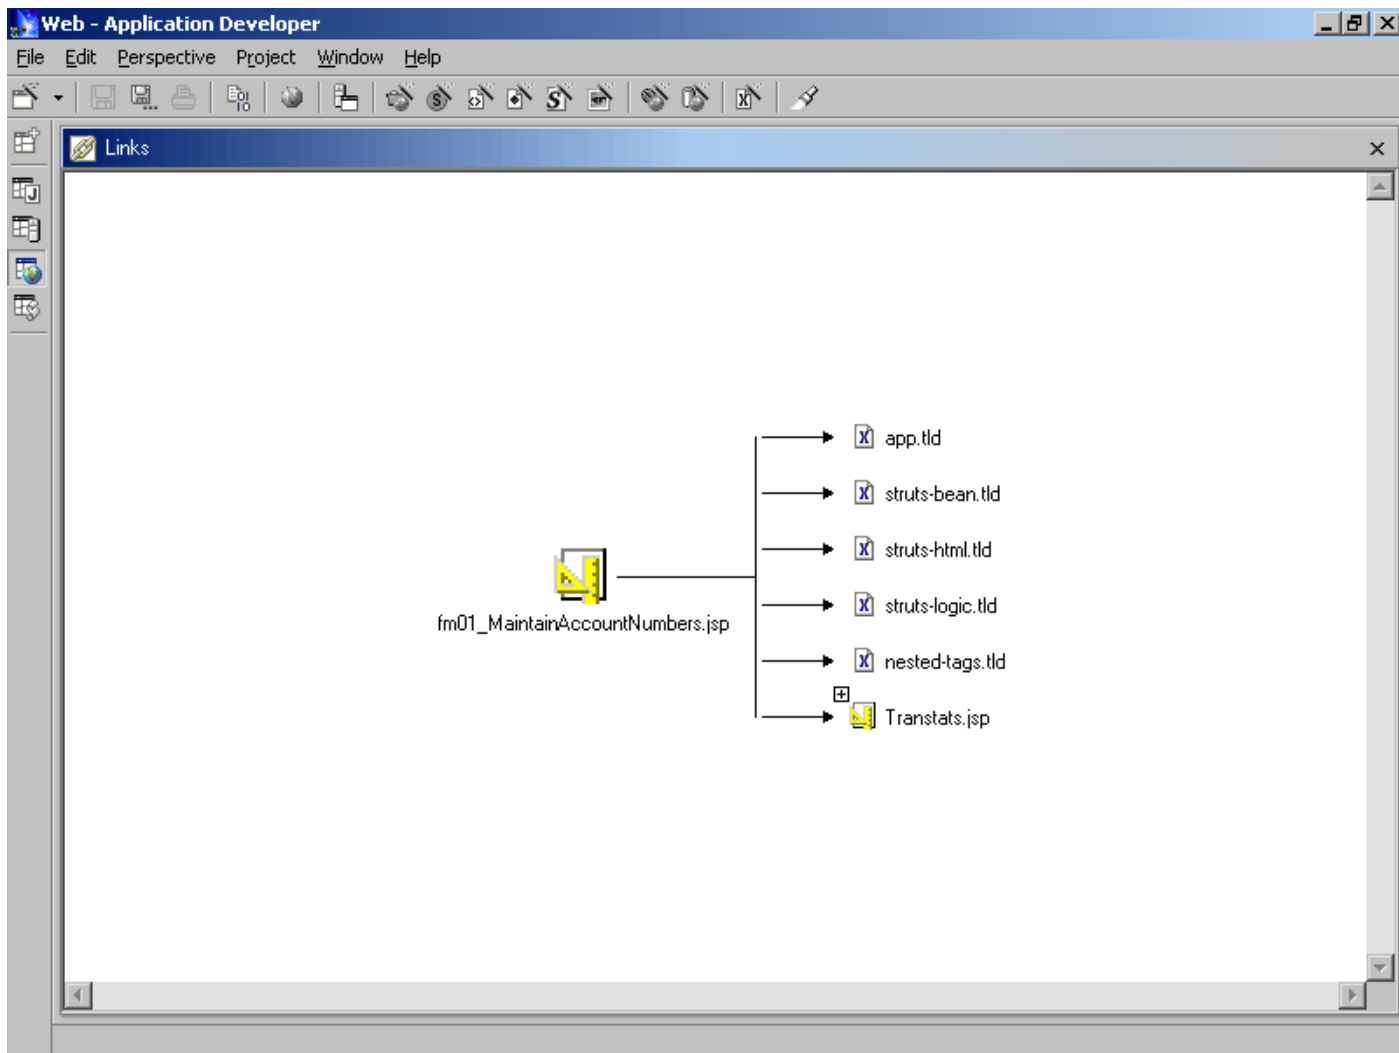 Web - Application Developer
File Edit Perspective Project Window Help
Links
app.tld
struts-bean.tld
struts-html.tld
fm01_MaintainAccountNumbers.jsp
struts-logic.tld
nested-tags.tld
Transtats.jsp